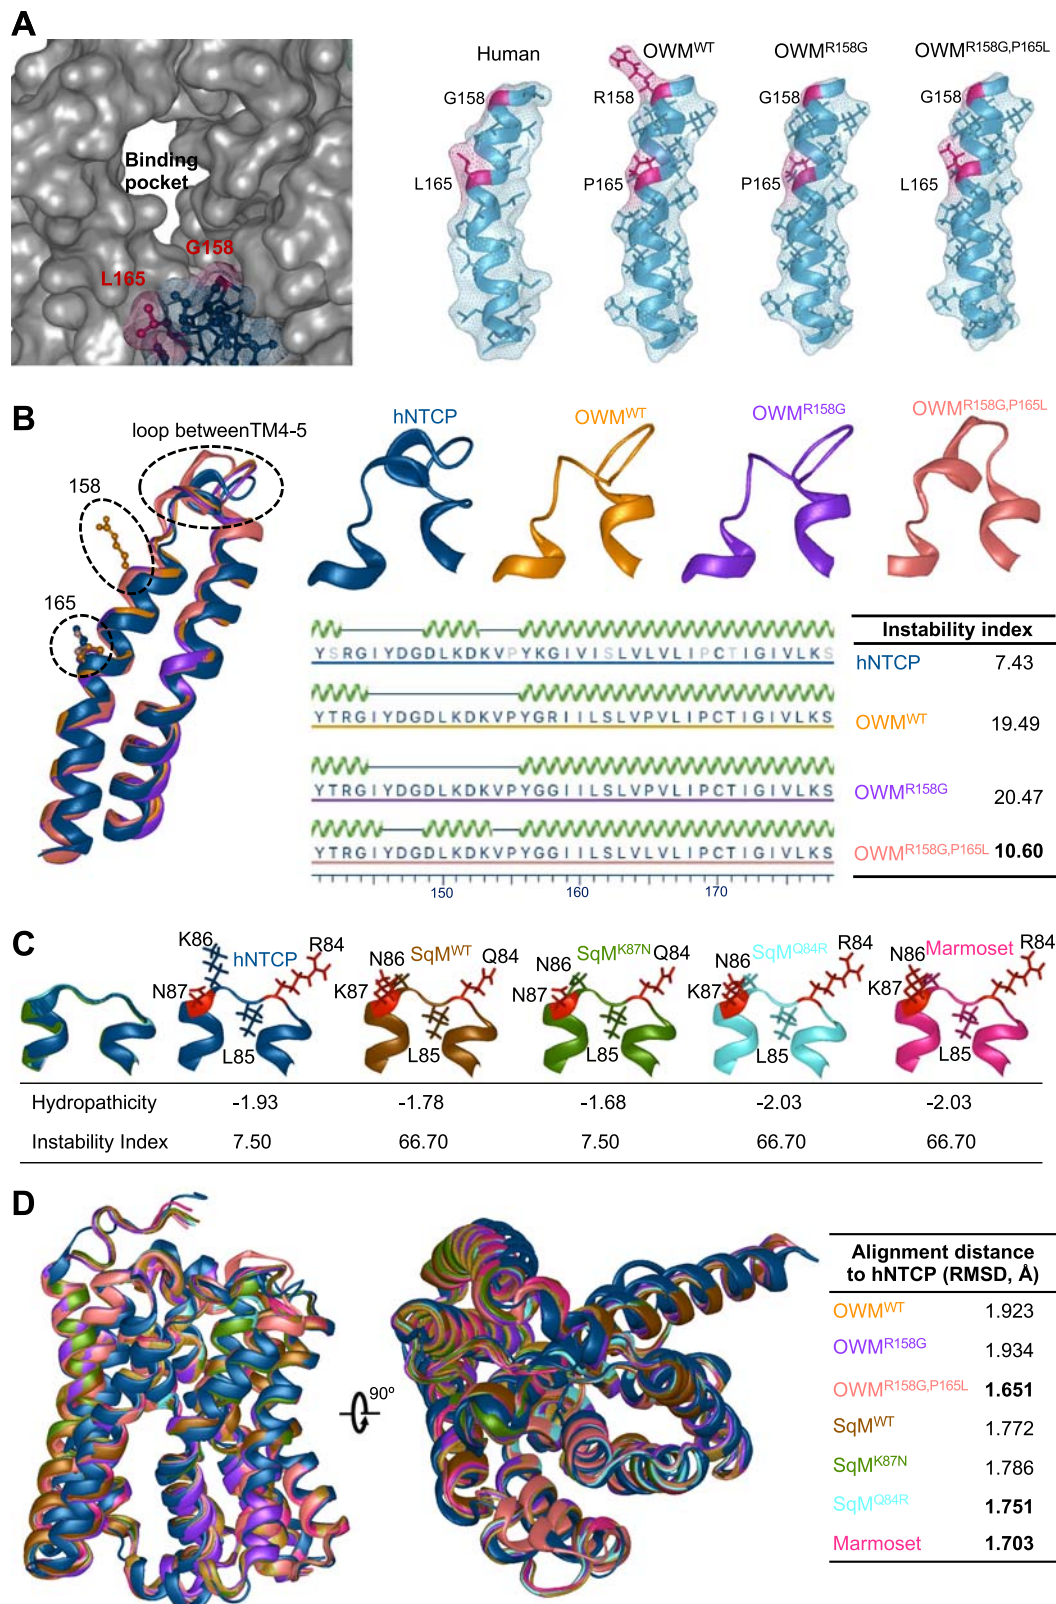 A
Human
OWMWT
OWMR158G
OWMR158G,P165L
G158
R158
G158
G158
Binding
pocket
L165
P165
P165
L165
G158
L165
B
loop betweenTM4-5
158
165
hNTCP
OWMWT
OWMR158G
OWMR158G,P165L
YSRGIYDGDLKDKVPYKGIVISLVLVLIPCTIGIVLKS
YTRGIYDGDLKDKVPYGRIILSLVPVLIPCTIGIVLKS
YTRGIYDGDLKDKVPYGGIILSLVPVLIPCTIGIVLKS
YTRGIYDGDLKDKVPYGGIILSLVLVLIPCTIGIVLKS
150 160 170
Instability index
hNTCP 7.43
OWMWT 19.49
OWMR158G 20.47
OWMR158G,P165L 10.60
C
K86 hNTCP R84
N87
L85
N86 SqMWT Q84
K87
L85
N86 SqMK87N Q84
N87
L85
N86 SqMQ84R R84
K87
L85
N86 Marmoset R84
K87
L85
Hydropathicity -1.93 -1.78 -1.68 -2.03 -2.03
Instability Index 7.50 66.70 7.50 66.70 66.70
D
90º
Alignment distance
to hNTCP (RMSD, Å)
OWMWT 1.923
OWMR158G 1.934
OWMR158G,P165L 1.651
SqMWT 1.772
SqMK87N 1.786
SqMQ84R 1.751
Marmoset 1.703